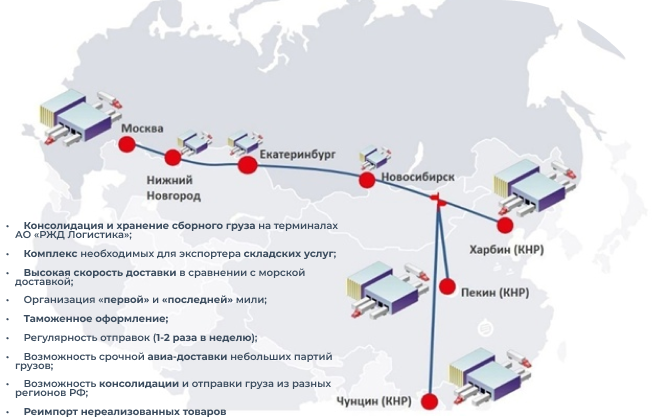 Москва
Екатеринбург
Нижний
Новгород
Новосибирск
Харбин (КНР)
Пекин (КНР)
Чунцин (КНР)
• Консолидация и хранение сборного груза на терминалах
АО «РЖД Логистика»;
• Комплекс необходимых для экспортера складских услуг;
• Высокая скорость доставки в сравнении с морской
доставкой;
• Организация «первой» и «последней» мили;
• Таможенное оформление;
• Регулярность отправок (1-2 раза в неделю);
• Возможность срочной авиа-доставки небольших партий
грузов;
• Возможность консолидации и отправки груза из разных
регионов РФ;
• Реимпорт нереализованных товаров